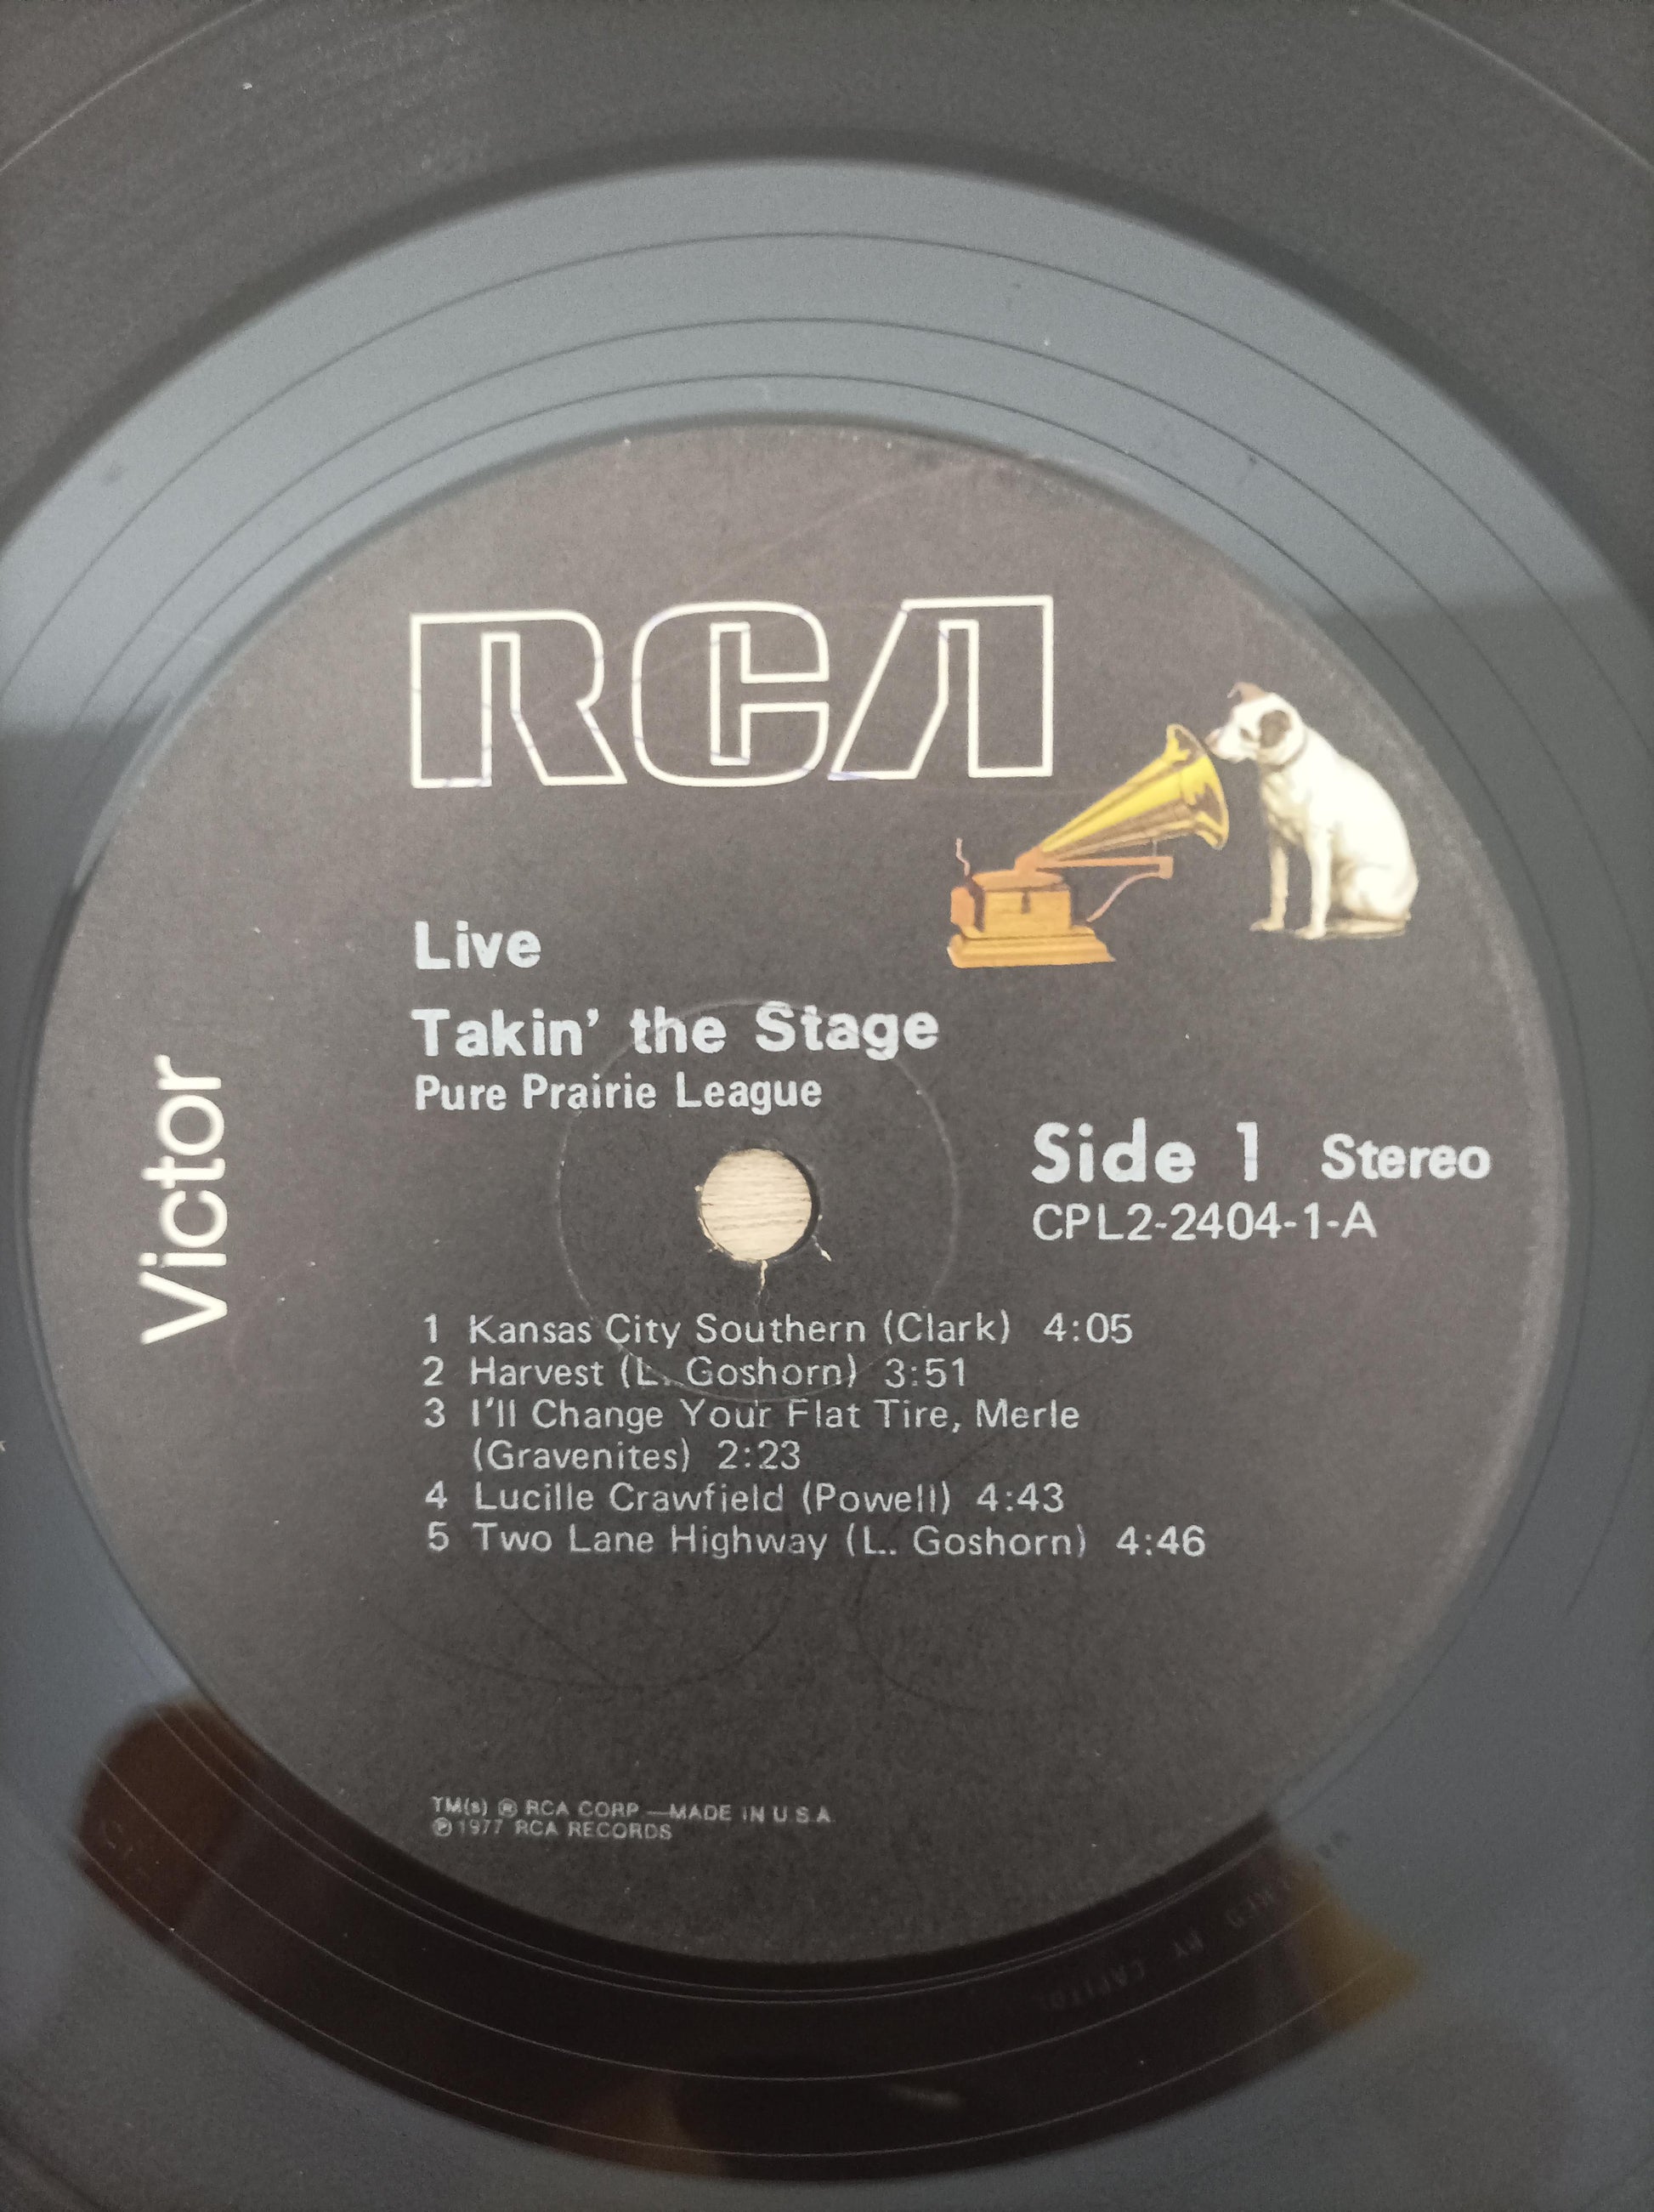 RCA
Victor
Live
Takin' the Stage
Pure Prairie League
Side 1 Stereo
CPL2-2404-1-A
1 Kansas City Southern (Clark) 4:05
2 Harvest (L. Goshorn) 3:51
3 I'll Change Your Flat Tire, Merle
(Gravenites) 2:23
4 Lucille Crawfield (Powell) 4:43
5 Two Lane Highway (L. Goshorn) 4:46
TM(s) ® RCA CORP.—MADE IN U.S.A.
℗ 1977 RCA RECORDS
BY